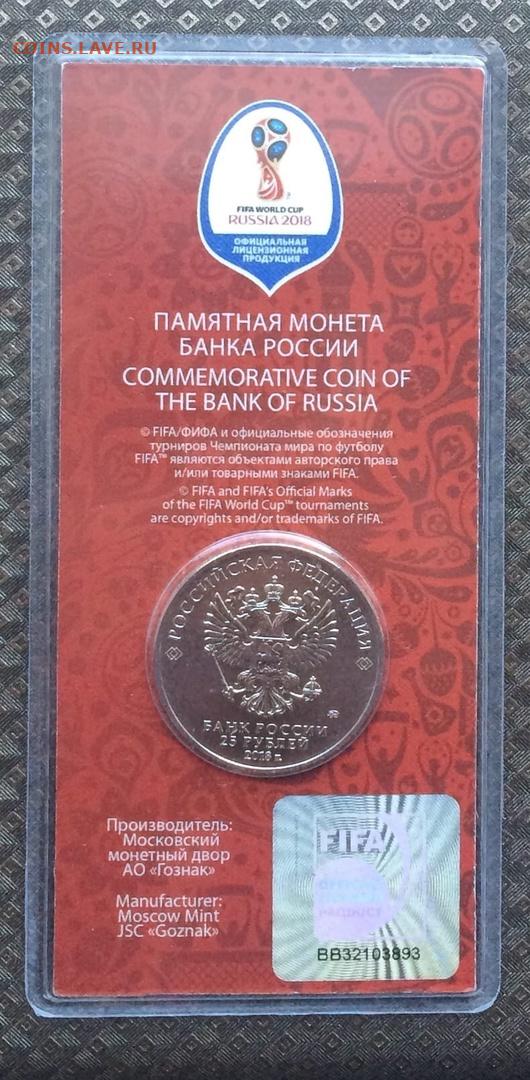 COINS.LAVE.RU
FIFA WORLD CUP
RUSSIA 2018
ОФИЦИАЛЬНАЯ
ЛИЦЕНЗИОННАЯ
ПРОДУКЦИЯ
ПАМЯТНАЯ МОНЕТА
БАНКА РОССИИ
COMMEMORATIVE COIN OF
THE BANK OF RUSSIA
© FIFA/ФИФА и официальные обозначения
турниров Чемпионата мира по футболу
FIFA™ являются объектами авторского права
и/или товарными знаками FIFA.
© FIFA and FIFA's Official Marks
of the FIFA World Cup™ tournaments
are copyrights and/or trademarks of FIFA.
РОССИЙСКАЯ ФЕДЕРАЦИЯ
БАНК РОССИИ
25 РУБЛЕЙ
2018 г.
Производитель:
Московский
монетный двор
АО «Гознак»
Manufacturer:
Moscow Mint
JSC «Goznak»
FIFA
OFFICIAL
LICENSED
PRODUCT
BB32103893